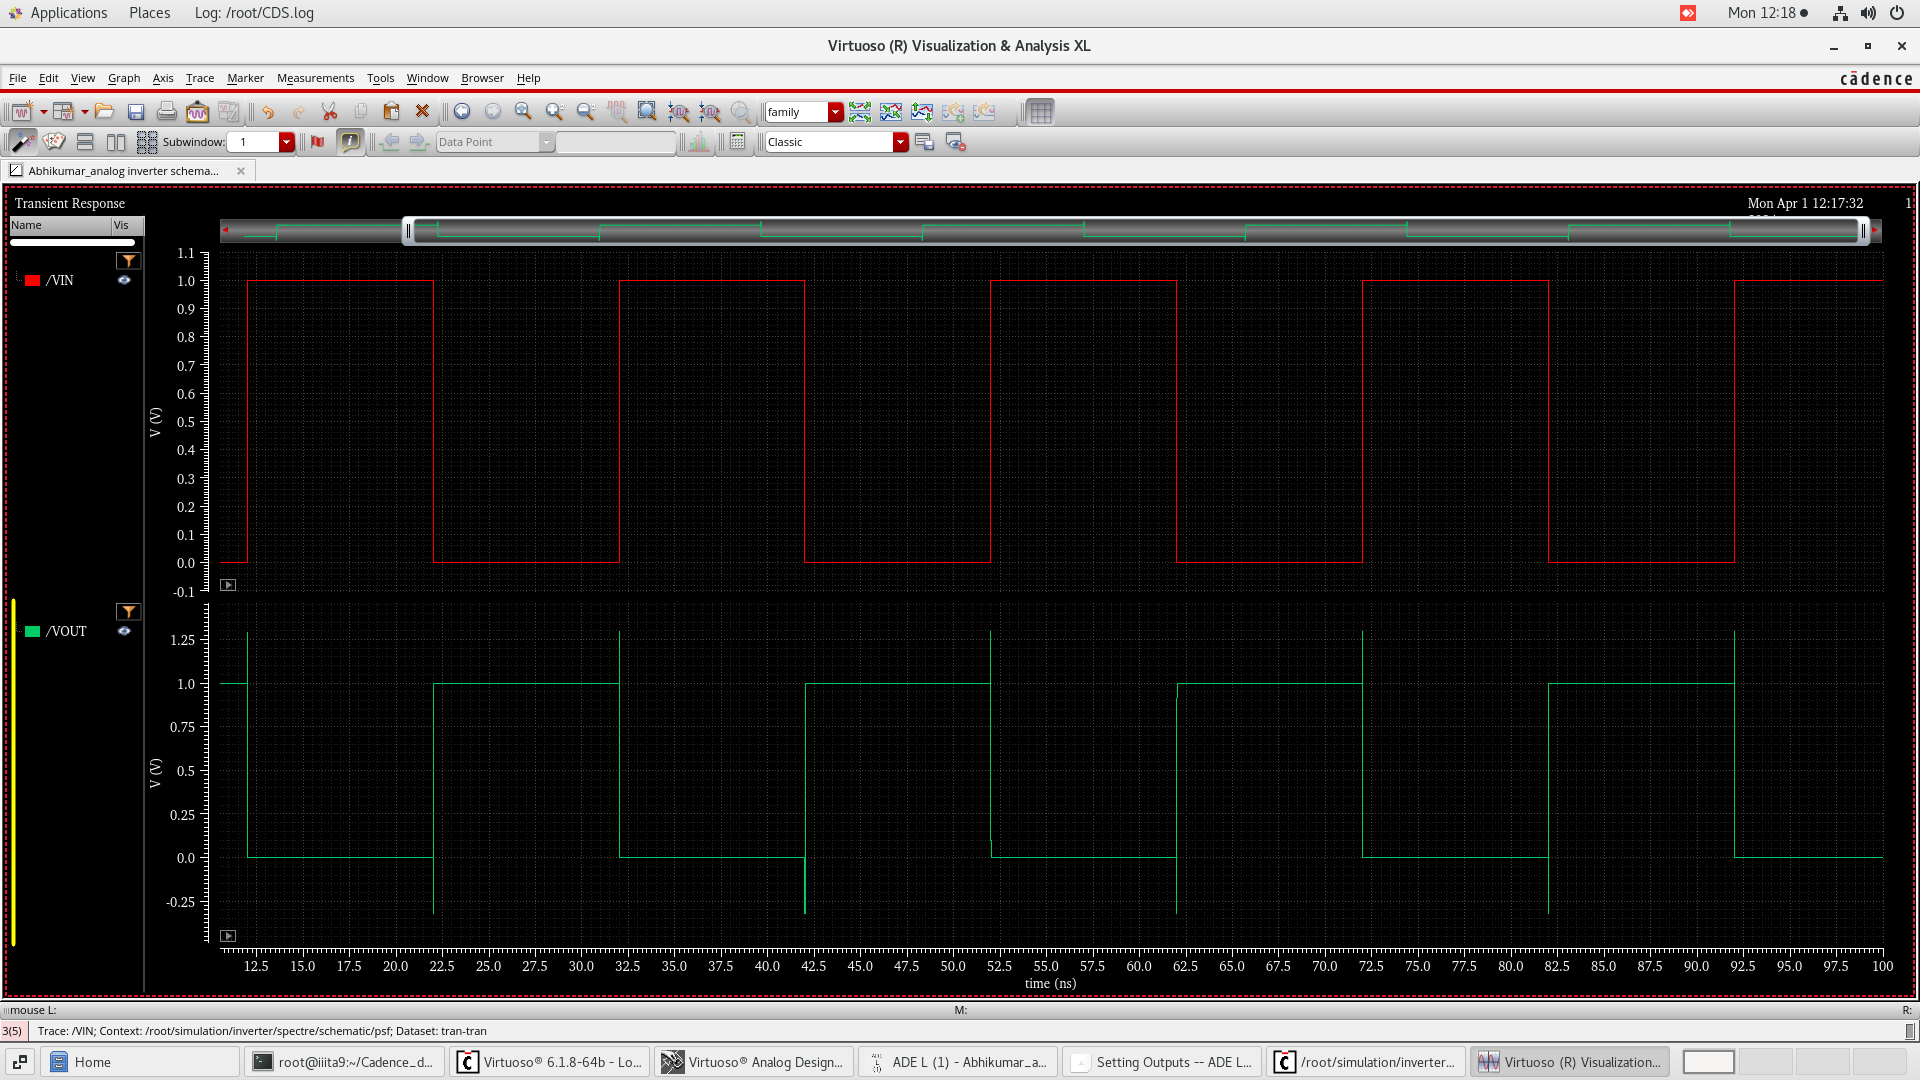 Applications Places Log: /root/CDS.log Mon 12:18
Virtuoso (R) Visualization & Analysis XL
File Edit View Graph Axis Trace Marker Measurements Tools Options Window Browser Help
cādence
family
Subwindow: 1 Data Point Classic
Abhikumar_analog inverter schema...
Transient Response Mon Apr 1 12:17:32 1
Name Vis
/VIN
1.1
1.0
0.9
0.8
0.7
0.6
0.5
0.4
0.3
0.2
0.1
0.0
-0.1
V (V)
/VOUT
1.25
1.0
0.75
0.5
0.25
0.0
-0.25
V (V)
12.5 15.0 17.5 20.0 22.5 25.0 27.5 30.0 32.5 35.0 37.5 40.0 42.5 45.0 47.5 50.0 52.5 55.0 57.5 60.0 62.5 65.0 67.5 70.0 72.5 75.0 77.5 80.0 82.5 85.0 87.5 90.0 92.5 95.0 97.5 100
time (ns)
mouse L: M: R:
3(5) Trace: /VIN; Context: /root/simulation/inverter/spectre/schematic/psf; Dataset: tran-tran
Home root@iiita9:~/Cadence_d... Virtuoso® 6.1.8-64b - Lo... Virtuoso® Analog Design... ADE L (1) - Abhikumar_a... Setting Outputs -- ADE L... /root/simulation/inverter... Virtuoso (R) Visualization...